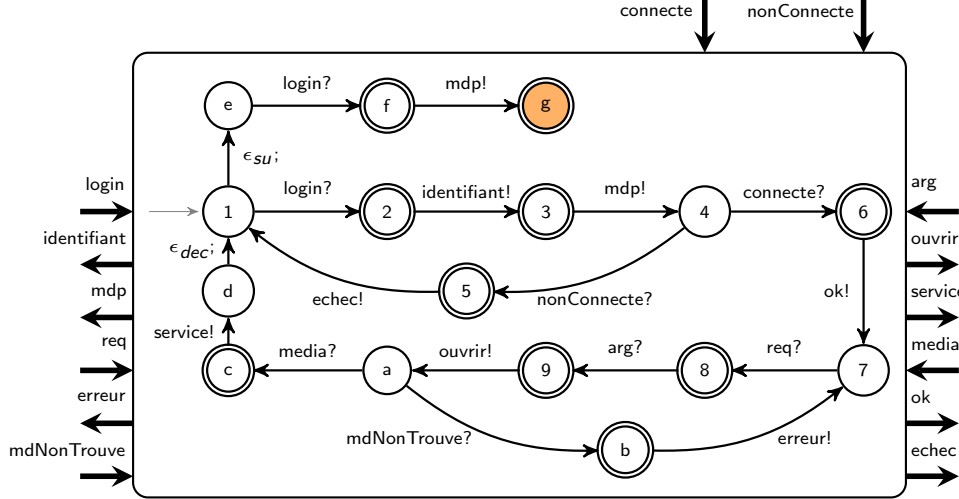 connecte nonConnecte
e login? f mdp! g
ϵsu;
login 1 login? 2 identifiant! 3 mdp! 4 connecte? 6 arg
identifiant ϵdec; ouvrir
d echec! 5 nonConnecte? ok!
mdp service
req service! c media? a ouvrir! 9 arg? 8 req? 7 media
erreur ok
mdNonTrouve mdNonTrouve? b erreur! echec